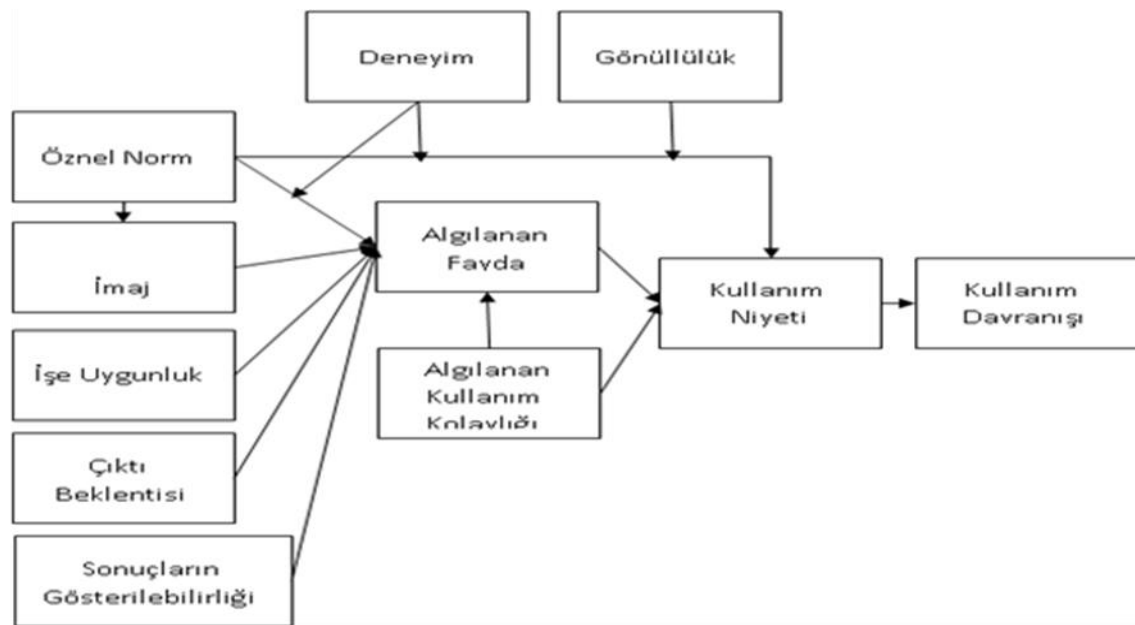 Deneyim
Gönüllülük
Öznel Norm
Algılanan
Fayda
İmaj
Kullanım
Niyeti
Kullanım
Davranışı
İşe Uygunluk
Algılanan
Kullanım
Kolaylığı
Çıktı
Beklentisi
Sonuçların
Gösterilebilirliği